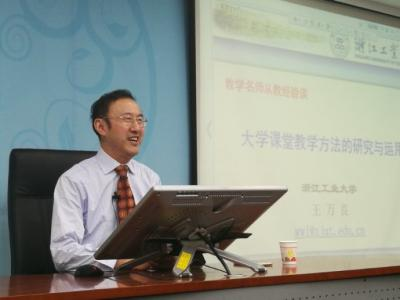 浙江工业
教学名师从教经验谈
大学课堂教学方法的研究与运用
浙江工业大学
王万良